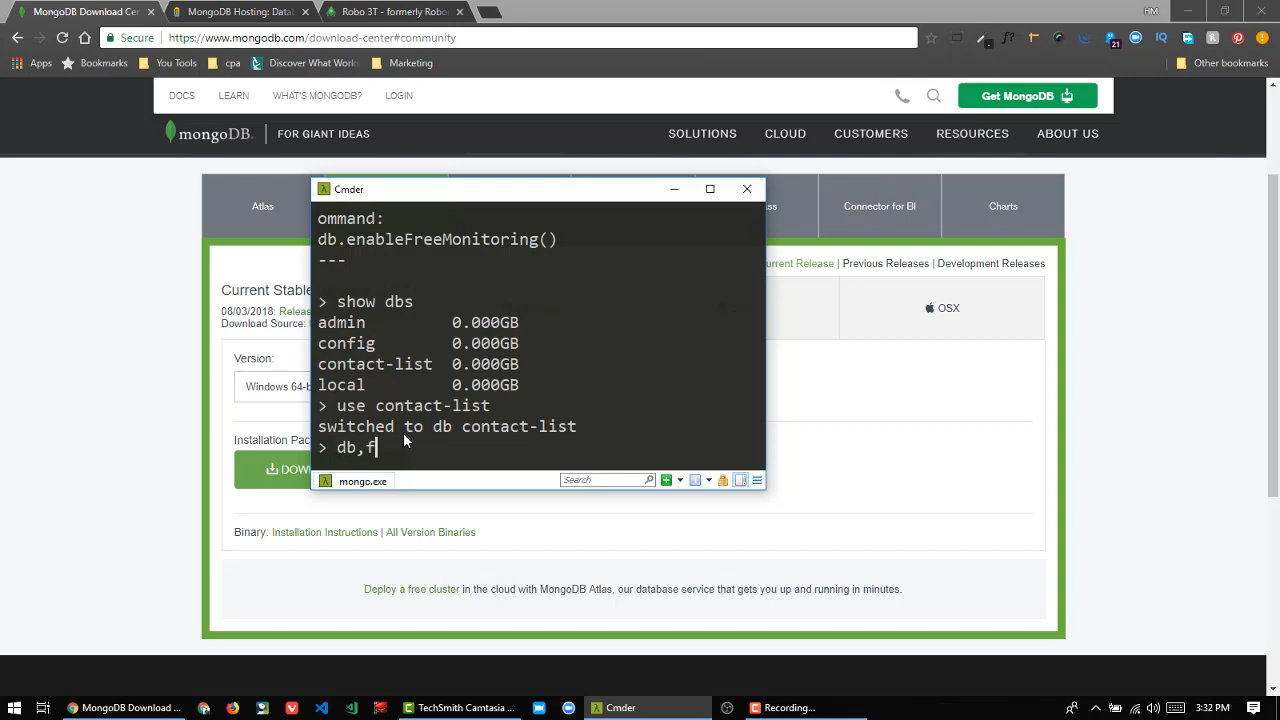 MongoDB Download Cen
MongoDB Hosting: Datab
Robo 3T - formerly Robor
HM
Secure
https://www.mongodb.com/download-center#community
21
Apps
Bookmarks
You Tools
cpa
Discover What Works
Marketing
Other bookmarks
DOCS
LEARN
WHAT'S MONGODB?
LOGIN
Get MongoDB
mongoDB.
FOR GIANT IDEAS
SOLUTIONS
CLOUD
CUSTOMERS
RESOURCES
ABOUT US
Atlas
Connector for BI
Charts
Cmder
ommand:
db.enableFreeMonitoring()
---
> show dbs
admin 0.000GB
config 0.000GB
contact-list 0.000GB
local 0.000GB
> use contact-list
switched to db contact-list
> db,f
mongo.exe
Search
urrent Release | Previous Releases | Development Releases
Current Stable
08/03/2018: Releas
Download Source:
OSX
Version:
Windows 64-b
Installation Pac
DOW
Binary: Installation Instructions | All Version Binaries
Deploy a free cluster in the cloud with MongoDB Atlas, our database service that gets you up and running in minutes.
MongoDB Download ...
TechSmith Camtasia ...
Cmder
Recording...
3:32 PM